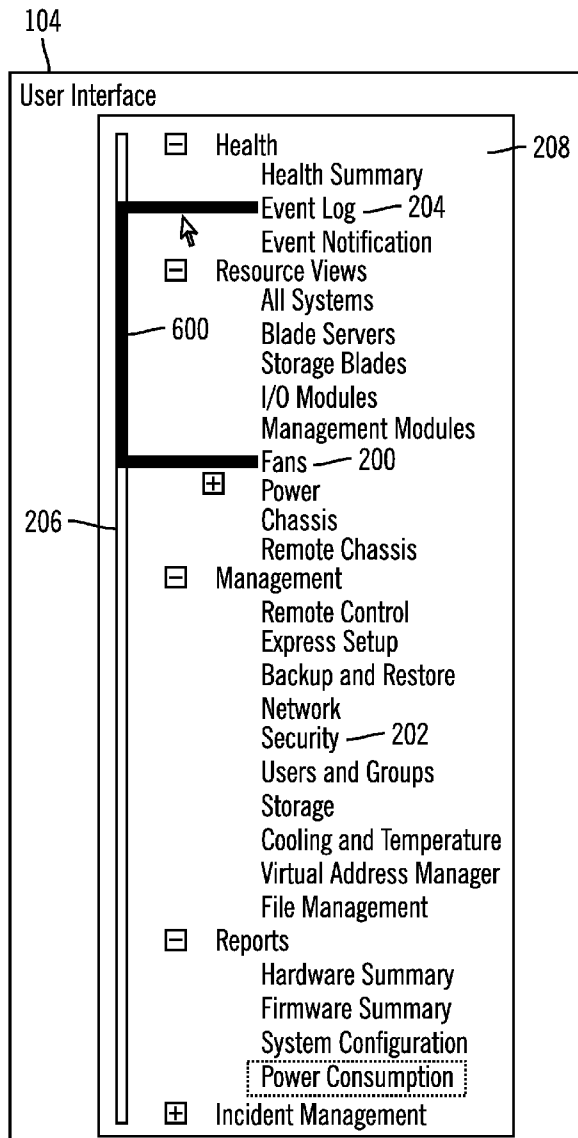 104
User Interface
Health
208
Health Summary
Event Log
204
Event Notification
Resource Views
All Systems
600
Blade Servers
Storage Blades
I/O Modules
Management Modules
Fans
200
Power
206
Chassis
Remote Chassis
Management
Remote Control
Express Setup
Backup and Restore
Network
Security
202
Users and Groups
Storage
Cooling and Temperature
Virtual Address Manager
File Management
Reports
Hardware Summary
Firmware Summary
System Configuration
Power Consumption
Incident Management